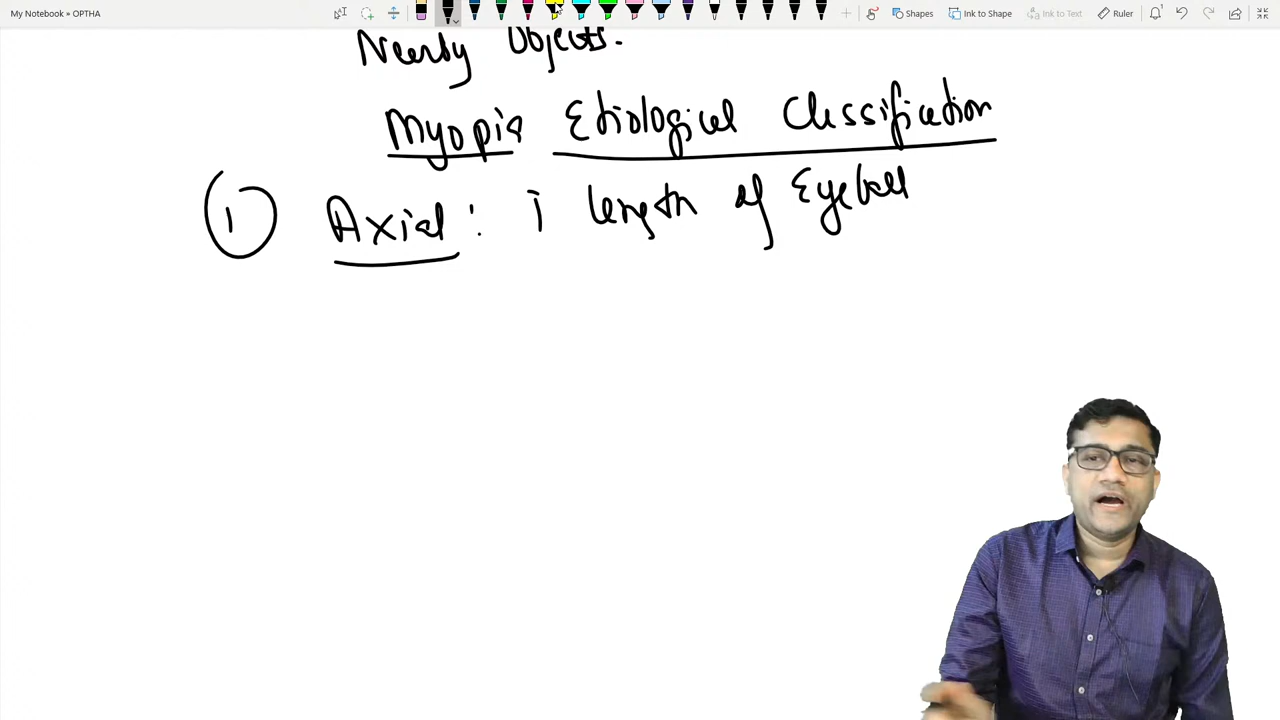 My Notebook » OPTHA
Shapes
Ink to Shape
Ink to Text
Ruler
Nearby Objects.
Myopia Etiological Classification
1 Axial : ↑ length of Eyeball